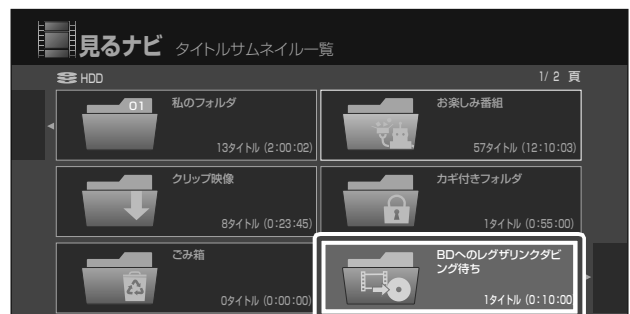 見るナビ タイトルサムネイル一覧
HDD 1/ 2 頁
01 私のフォルダ
13タイトル (2:00:02)
お楽しみ番組
57タイトル (12:10:03)
クリップ映像
8タイトル (0:23:45)
カギ付きフォルダ
1タイトル (0:55:00)
ごみ箱
0タイトル (0:00:00)
BDへのレグザリンクダビ
ング待ち
1タイトル (0:10:00